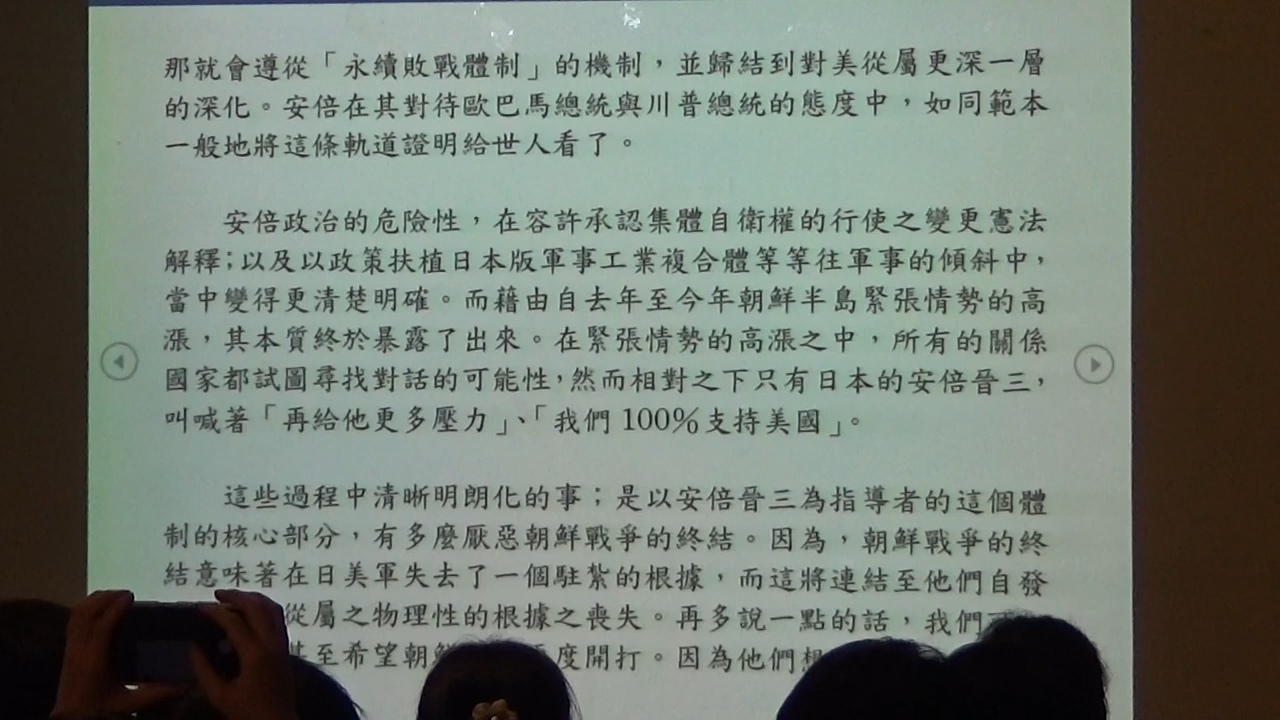 那就會遵從「永續敗戰體制」的機制，並歸結到對美從屬更深一層
的深化。安倍在其對待歐巴馬總統與川普總統的態度中，如同範本
一般地將這條軌道證明給世人看了。
安倍政治的危險性，在容許承認集體自衛權的行使之變更憲法
解釋；以及以政策扶植日本版軍事工業複合體等等往軍事的傾斜中，
當中變得更清楚明確。而藉由自去年至今年朝鮮半島緊張情勢的高
漲，其本質終於暴露了出來。在緊張情勢的高漲之中，所有的關係
國家都試圖尋找對話的可能性，然而相對之下只有日本的安倍晉三，
叫喊著「再給他更多壓力」、「我們 100%支持美國」。
這些過程中清晰明朗化的事；是以安倍晉三為指導者的這個體
制的核心部分，有多麼厭惡朝鮮戰爭的終結。因為，朝鮮戰爭的終
結意味著在日美軍失去了一個駐紮的根據，而這將連結至他們自發
從屬之物理性的根據之喪失。再多說一點的話，我們
甚至希望朝度開打。因為他們想